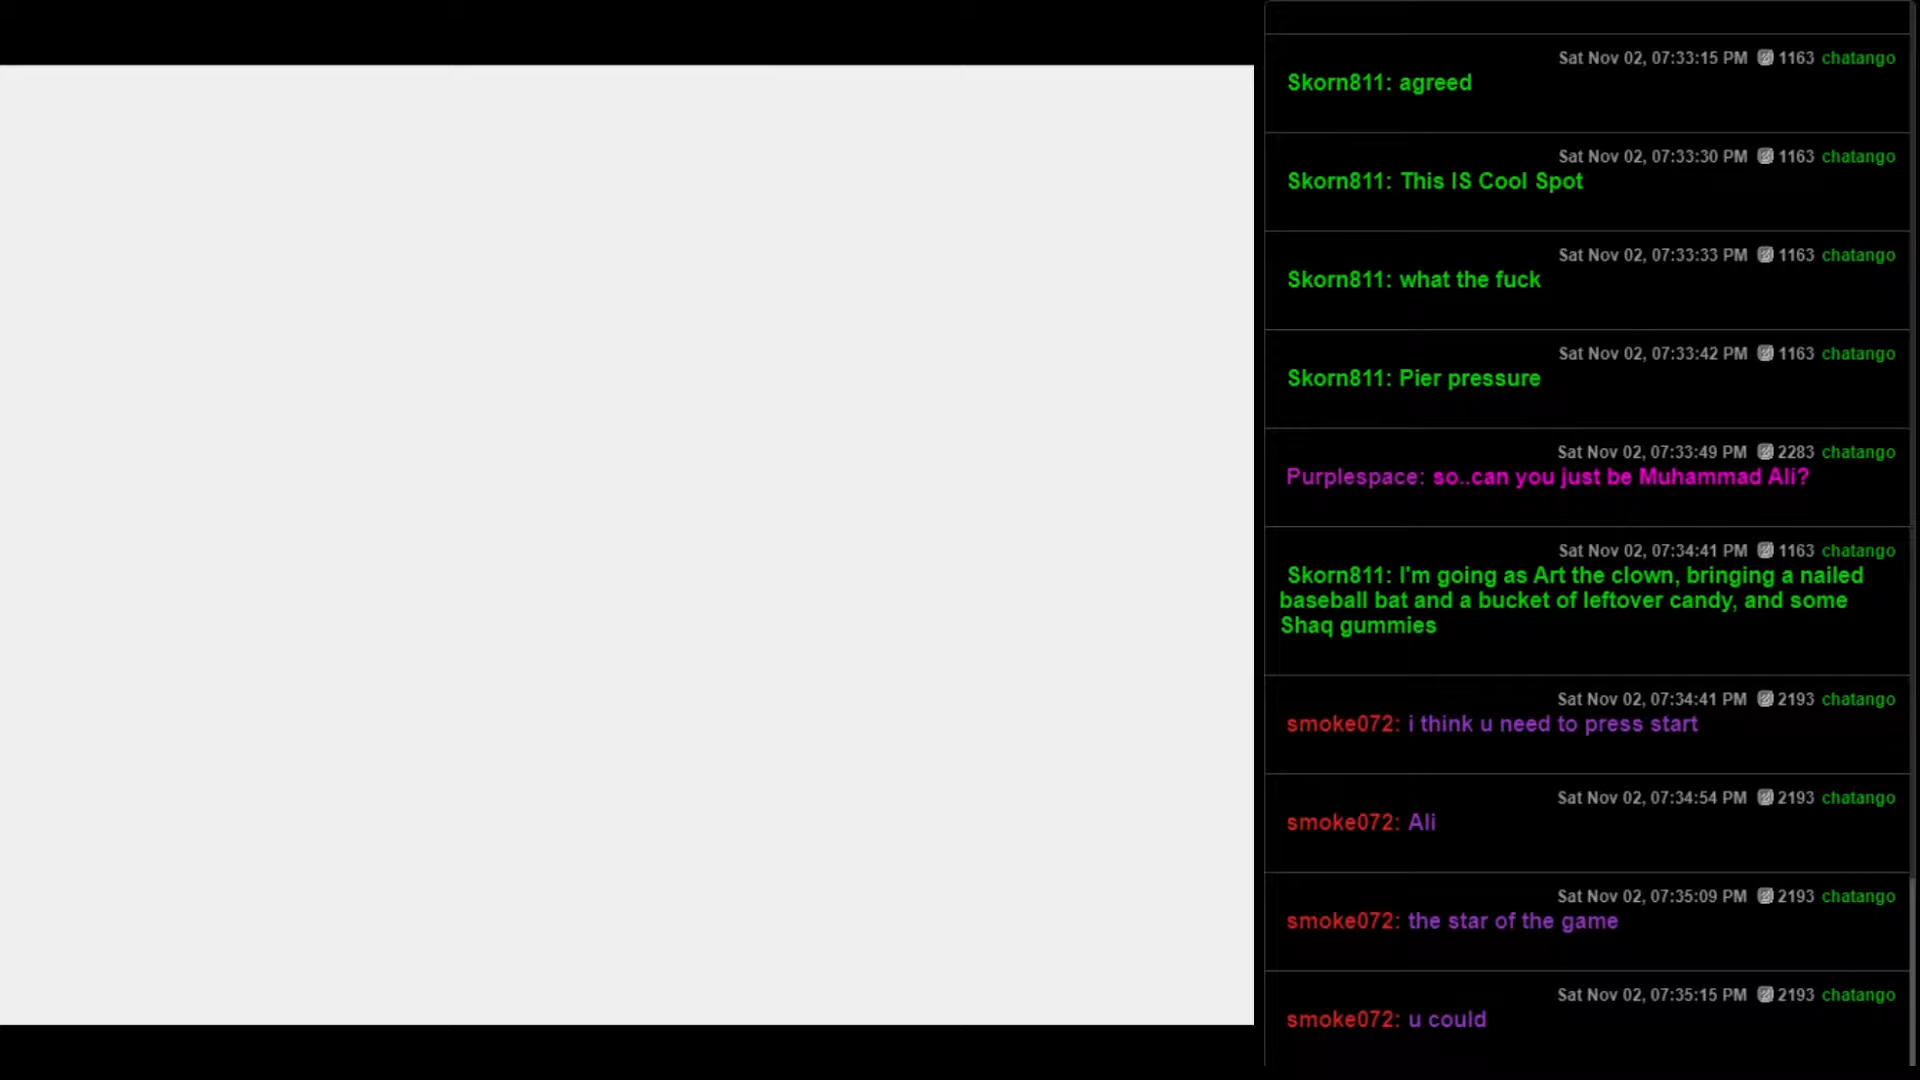 Sat Nov 02, 07:33:15 PM 1163 chatango
Skorn811: agreed
Sat Nov 02, 07:33:30 PM 1163 chatango
Skorn811: This IS Cool Spot
Sat Nov 02, 07:33:33 PM 1163 chatango
Skorn811: what the fuck
Sat Nov 02, 07:33:42 PM 1163 chatango
Skorn811: Pier pressure
Sat Nov 02, 07:33:49 PM 2283 chatango
Purplespace: so..can you just be Muhammad Ali?
Sat Nov 02, 07:34:41 PM 1163 chatango
Skorn811: I'm going as Art the clown, bringing a nailed
baseball bat and a bucket of leftover candy, and some
Shaq gummies
Sat Nov 02, 07:34:41 PM 2193 chatango
smoke072: i think u need to press start
Sat Nov 02, 07:34:54 PM 2193 chatango
smoke072: Ali
Sat Nov 02, 07:35:09 PM 2193 chatango
smoke072: the star of the game
Sat Nov 02, 07:35:15 PM 2193 chatango
smoke072: u could